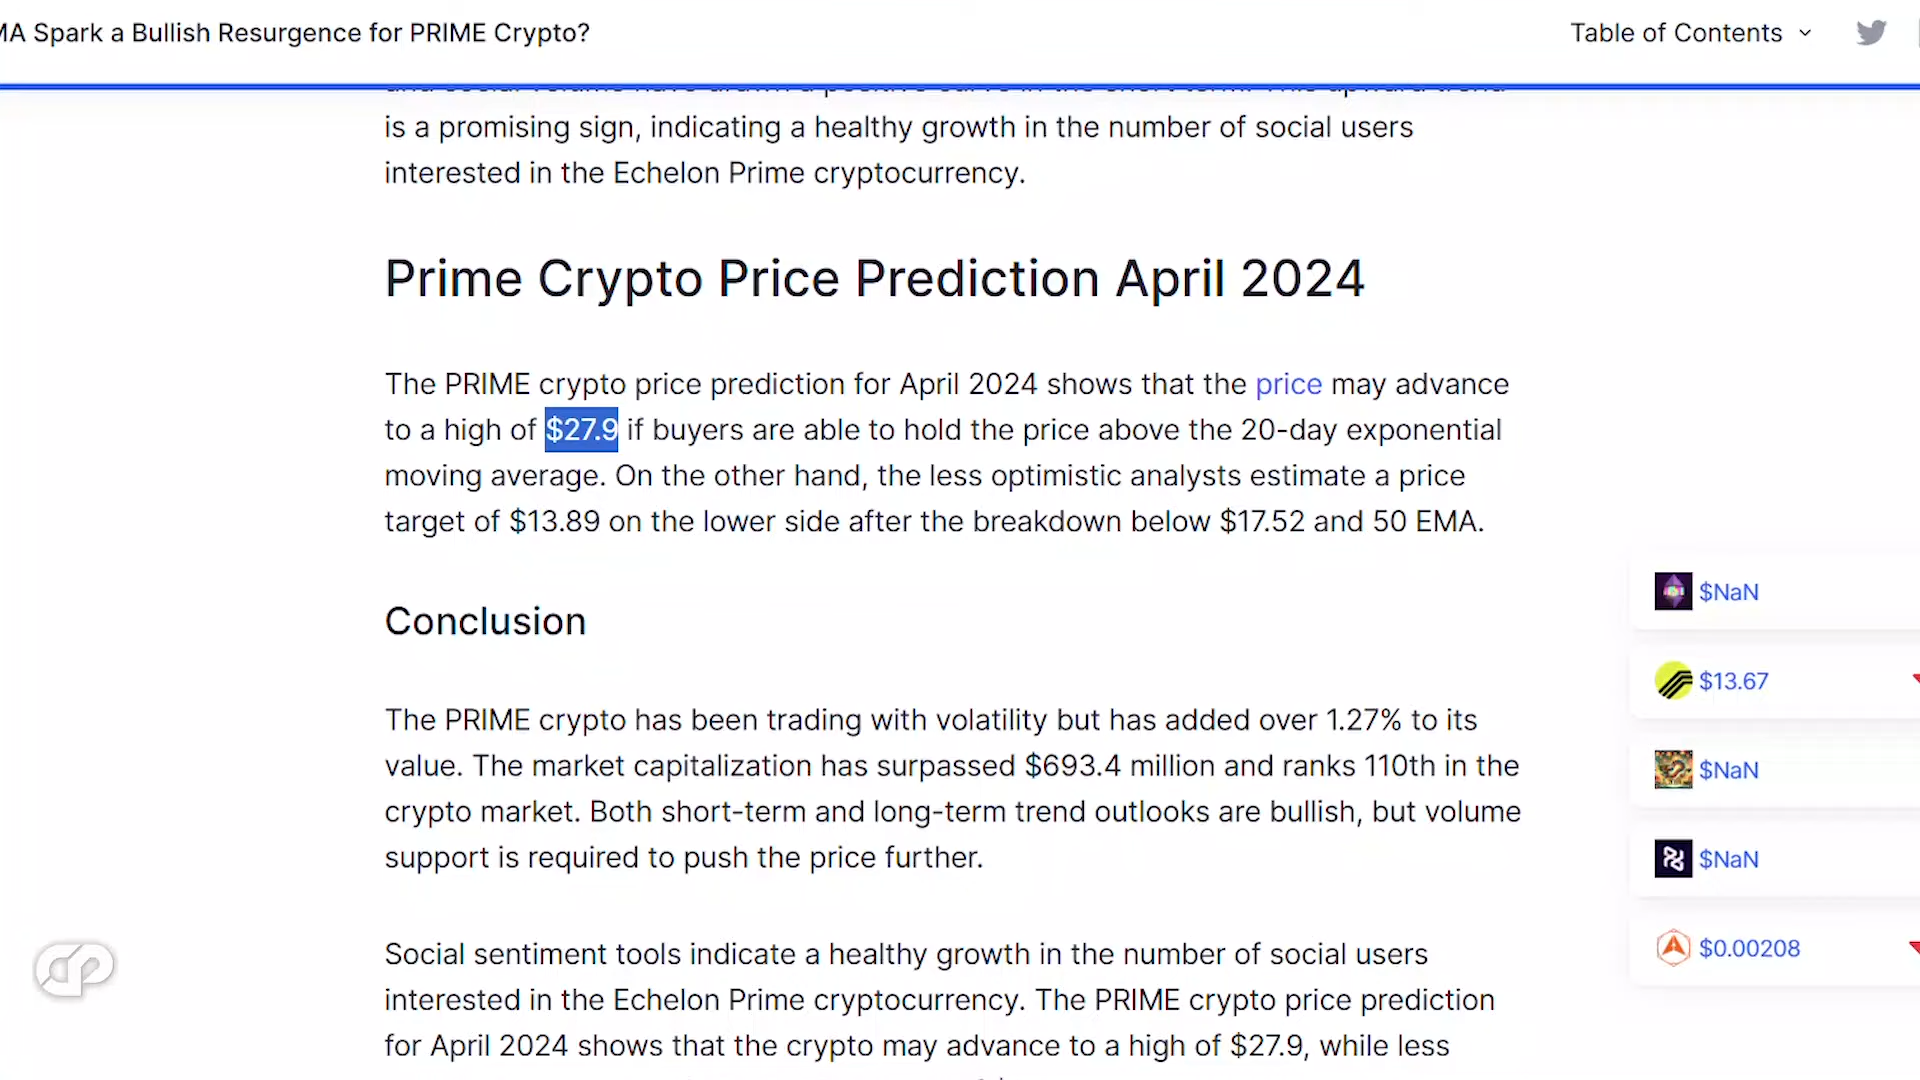 MA Spark a Bullish Resurgence for PRIME Crypto?
Table of Contents
is a promising sign, indicating a healthy growth in the number of social users
interested in the Echelon Prime cryptocurrency.
Prime Crypto Price Prediction April 2024
The PRIME crypto price prediction for April 2024 shows that the price may advance
to a high of $27.9 if buyers are able to hold the price above the 20-day exponential
moving average. On the other hand, the less optimistic analysts estimate a price
target of $13.89 on the lower side after the breakdown below $17.52 and 50 EMA.
Conclusion
The PRIME crypto has been trading with volatility but has added over 1.27% to its
value. The market capitalization has surpassed $693.4 million and ranks 110th in the
crypto market. Both short-term and long-term trend outlooks are bullish, but volume
support is required to push the price further.
Social sentiment tools indicate a healthy growth in the number of social users
interested in the Echelon Prime cryptocurrency. The PRIME crypto price prediction
for April 2024 shows that the crypto may advance to a high of $27.9, while less
$NaN
$13.67
$NaN
$NaN
$0.00208